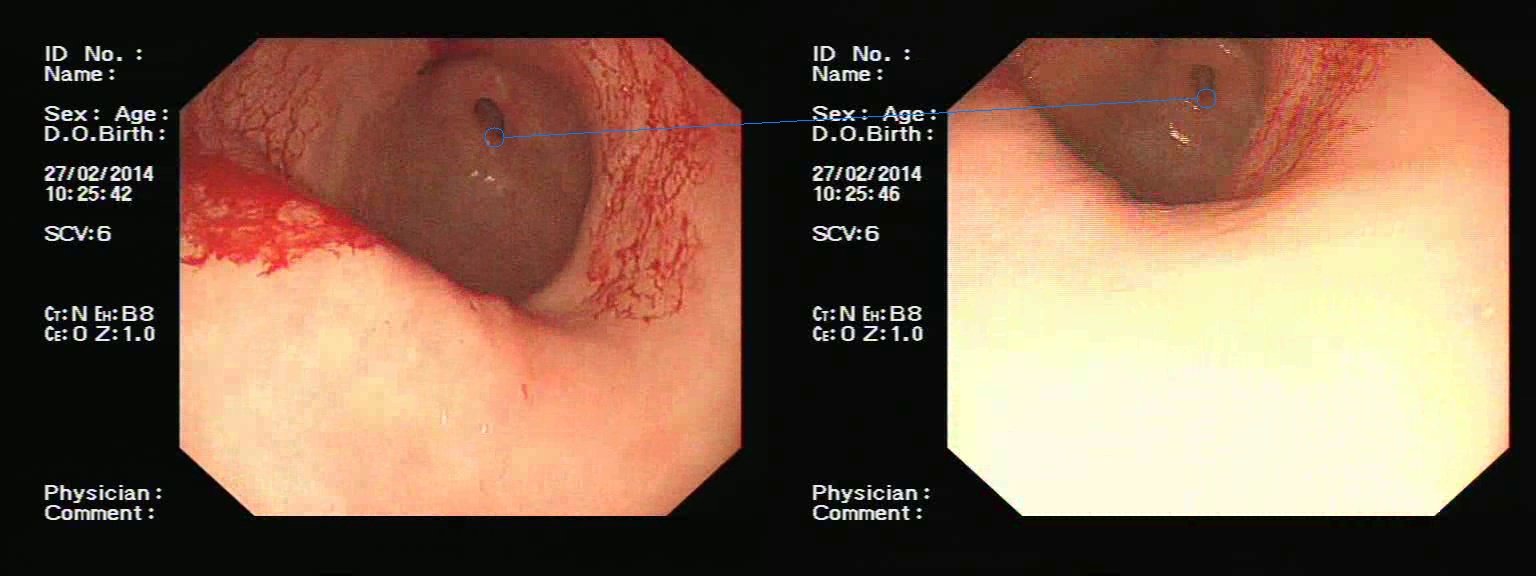 ID No. :
Name:
Sex: Age:
D.O.Birth:
27/02/2014
10:25:42
SCV:6
CT:N EH:B8
CE:0 Z:1.0
Physician:
Comment:
ID No. :
Name:
Sex: Age:
D.O.Birth:
27/02/2014
10:25:46
SCV:6
CT:N EH:B8
CE:0 Z:1.0
Physician:
Comment: